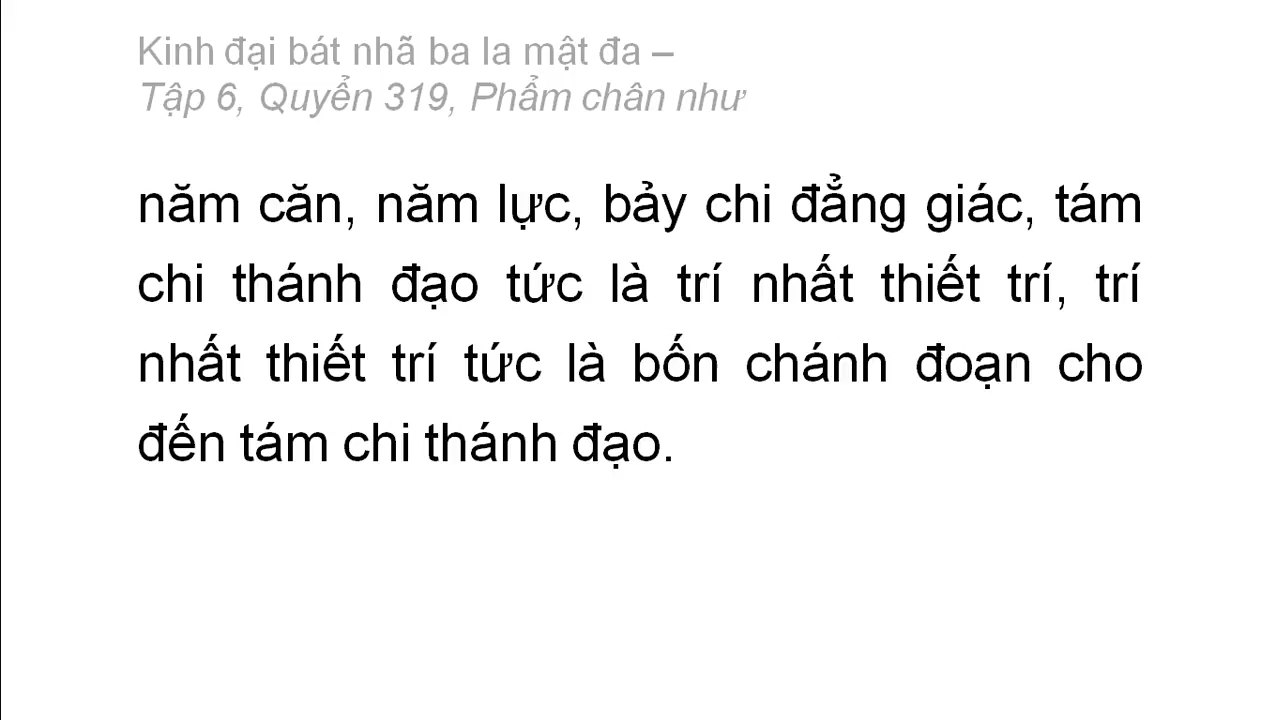 Kinh đại bát nhã ba la mật đa –
Tập 6, Quyển 319, Phẩm chân như
năm căn, năm lực, bảy chi đẳng giác, tám
chi thánh đạo tức là trí nhất thiết trí, trí
nhất thiết trí tức là bốn chánh đoạn cho
đến tám chi thánh đạo.